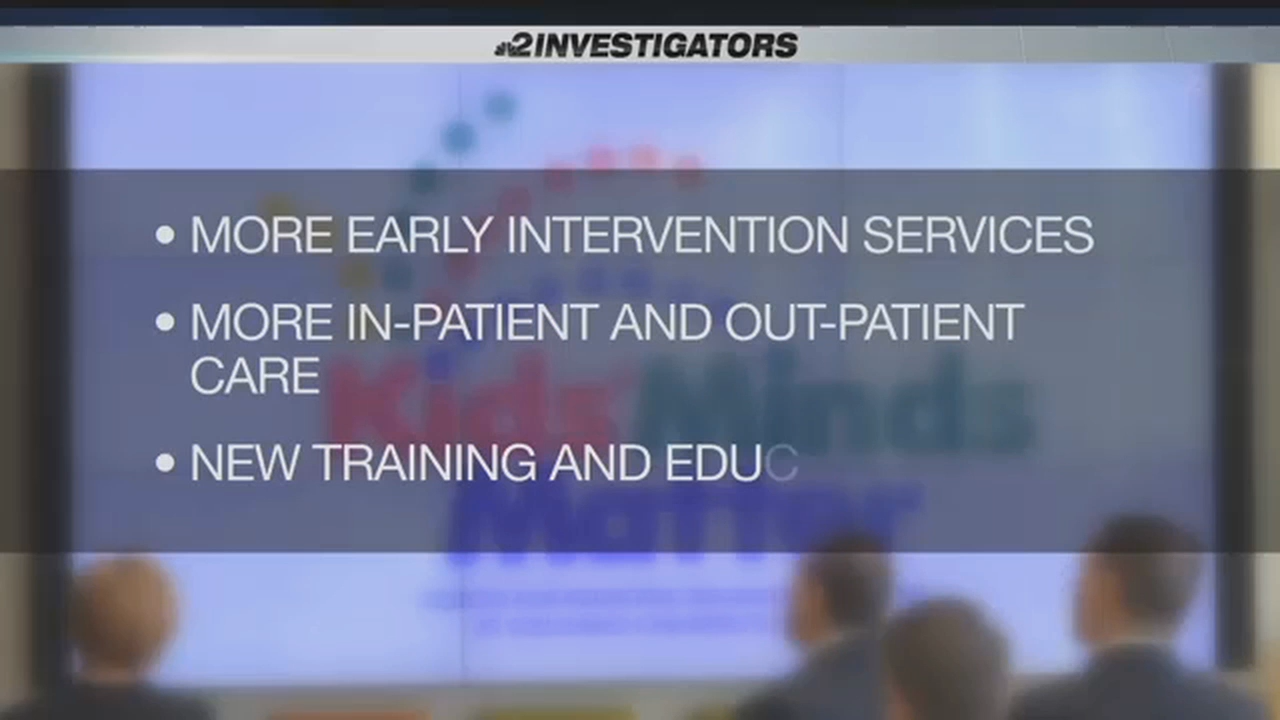 2INVESTIGATORS
• MORE EARLY INTERVENTION SERVICES
• MORE IN-PATIENT AND OUT-PATIENT
CARE
• NEW TRAINING AND EDUC
Kids' Minds
Matter